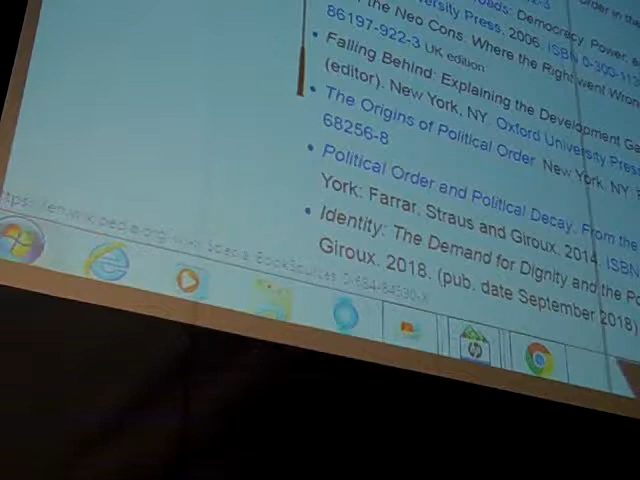 oads: Democracy, Power, a
ersity Press, 2006. ISBN 0-300-113
the Neo Cons. Where the Right went Wron
86197-922-3 UK edition
• Falling Behind: Explaining the Development Ga
(editor). New York, NY: Oxford University Press
• The Origins of Political Order. New York, NY:
68256-8
• Political Order and Political Decay: From the
York: Farrar, Straus and Giroux. 2014. ISBN
• Identity: The Demand for Dignity and the P
Giroux. 2018. (pub. date September 2018)
hp